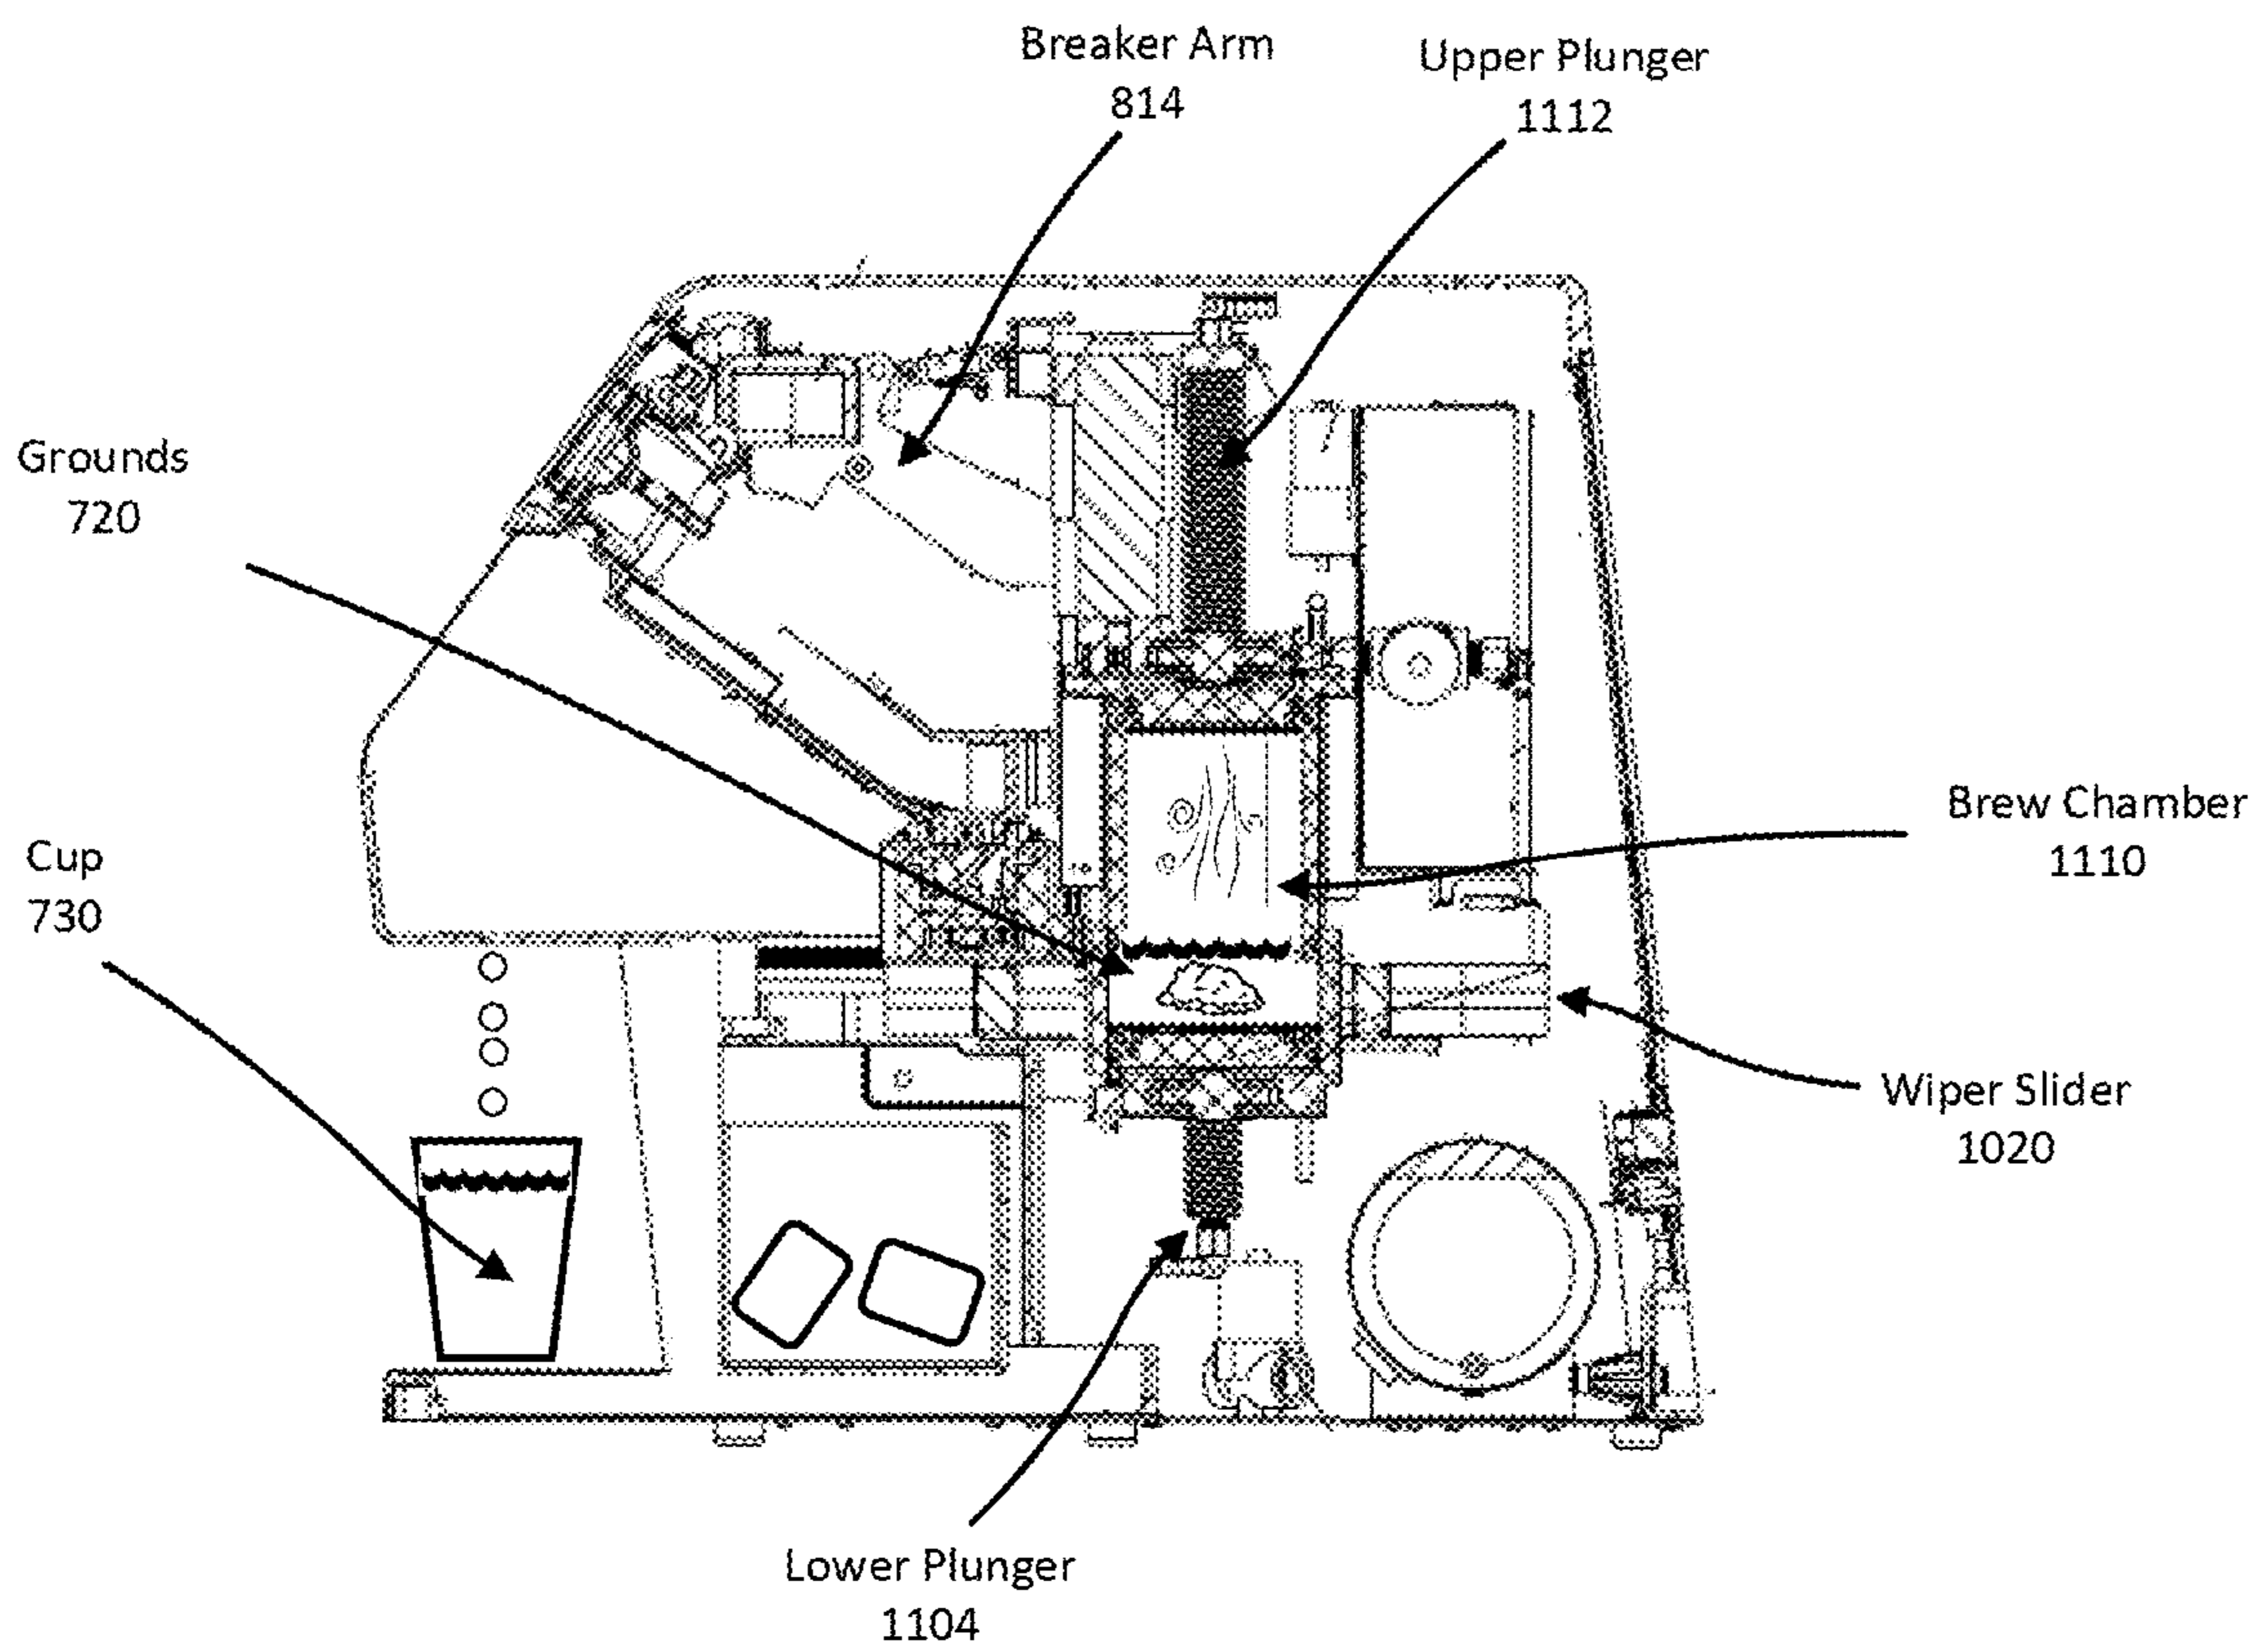 Breaker Arm
814
Upper Plunger
1112
Grounds
720
Cup
730
Brew Chamber
1110
Wiper Slider
1020
Lower Plunger
1104